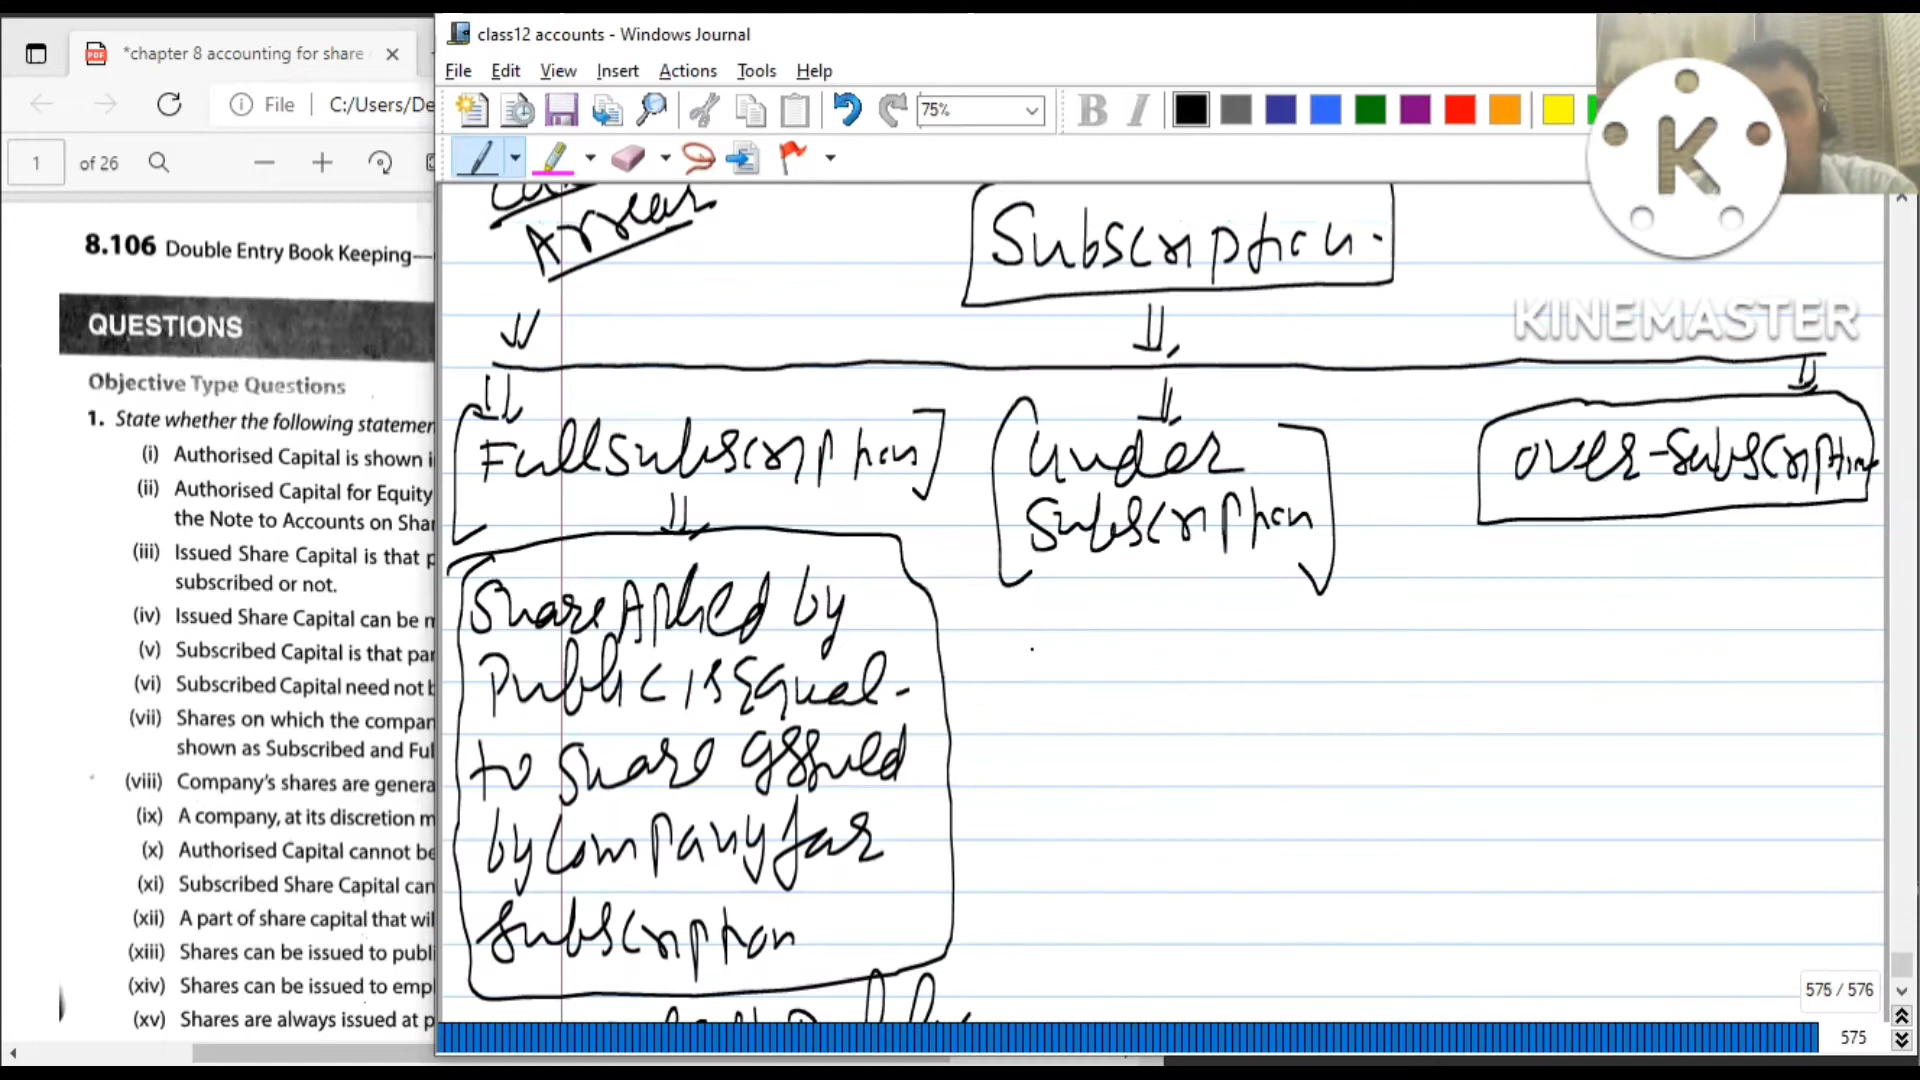 *chapter 8 accounting for share
File
C:/Users/De
1 of 26
8.106 Double Entry Book Keeping—
QUESTIONS
Objective Type Questions
1. State whether the following statemen
(i) Authorised Capital is shown i
(ii) Authorised Capital for Equity
the Note to Accounts on Shar
(iii) Issued Share Capital is that p
subscribed or not.
(iv) Issued Share Capital can be m
(v) Subscribed Capital is that par
(vi) Subscribed Capital need not b
(vii) Shares on which the compan
shown as Subscribed and Ful
(viii) Company's shares are genera
(ix) A company, at its discretion m
(x) Authorised Capital cannot be
(xi) Subscribed Share Capital can
(xii) A part of share capital that wil
(xiii) Shares can be issued to publi
(xiv) Shares can be issued to empl
(xv) Shares are always issued at p
class12 accounts - Windows Journal
File Edit View Insert Actions Tools Help
75%
B I
K
KINEMASTER
Arrear
Subscription.
Full subscription
under
subscription
over-subscription
Share Applied by
Public is Equal
to share issued
by company for
subscription
575 / 576
575